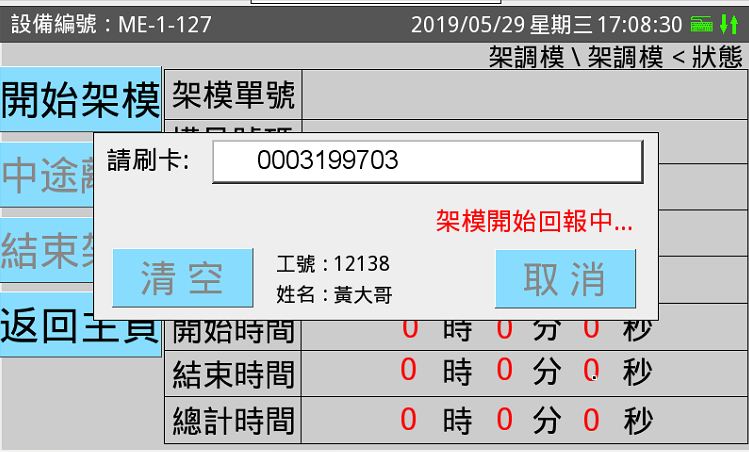 設備編號：ME-1-127 2019/05/29 星期三 17:08:30
架調模 \ 架調模 < 狀態
開始架模
架模單號
請刷卡: 0003199703
中途
架模開始回報中...
結束
清 空
工號：12138
姓名：黃大哥
取 消
返回主頁
開始時間 0 時 0 分 0 秒
結束時間 0 時 0 分 0 秒
總計時間 0 時 0 分 0 秒